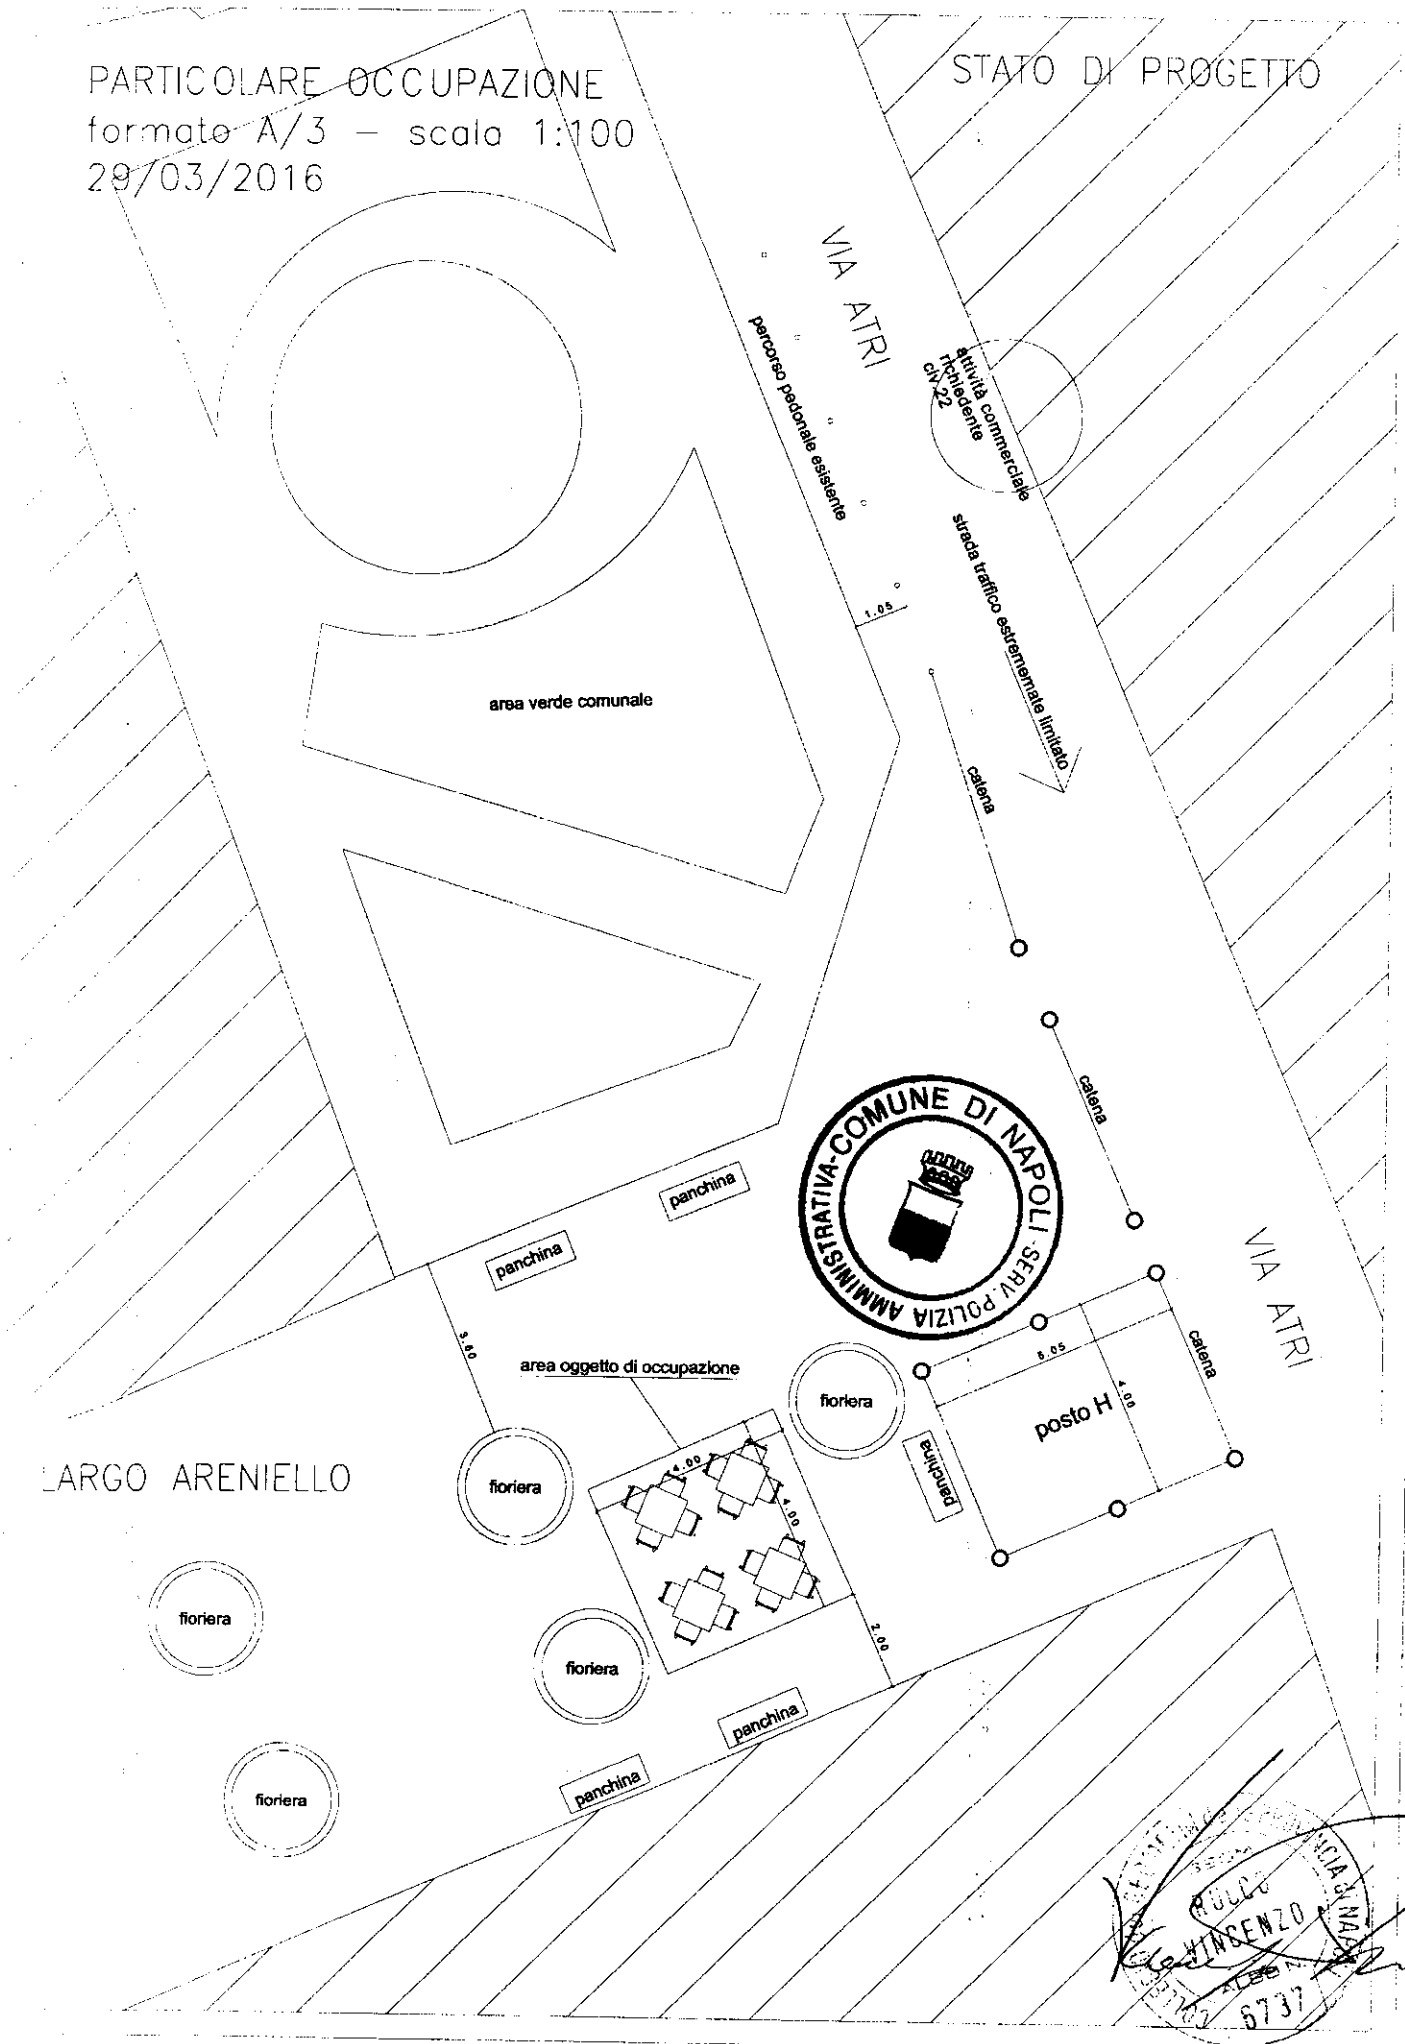 PARTICOLARE OCCUPAZIONE
formato A/3 – scala 1:100
29/03/2016
STATO DI PROGETTO
VIA ATRI
percorso pedonale esistente
attività commerciale
richiedente
civ.22
strada traffico estrememate limitato
1.05
area verde comunale
catena
catena
COMUNE DI NAPOLI - SERV. POLIZIA AMMINISTRATIVA-
panchina
panchina
VIA ATRI
3.60
area oggetto di occupazione
fioriera
5.05
4.00
catena
posto H
panchina
LARGO ARENIELLO
fioriera
4.00
4.00
fioriera
2.00
fioriera
panchina
panchina
fioriera
VINCENZO
6737